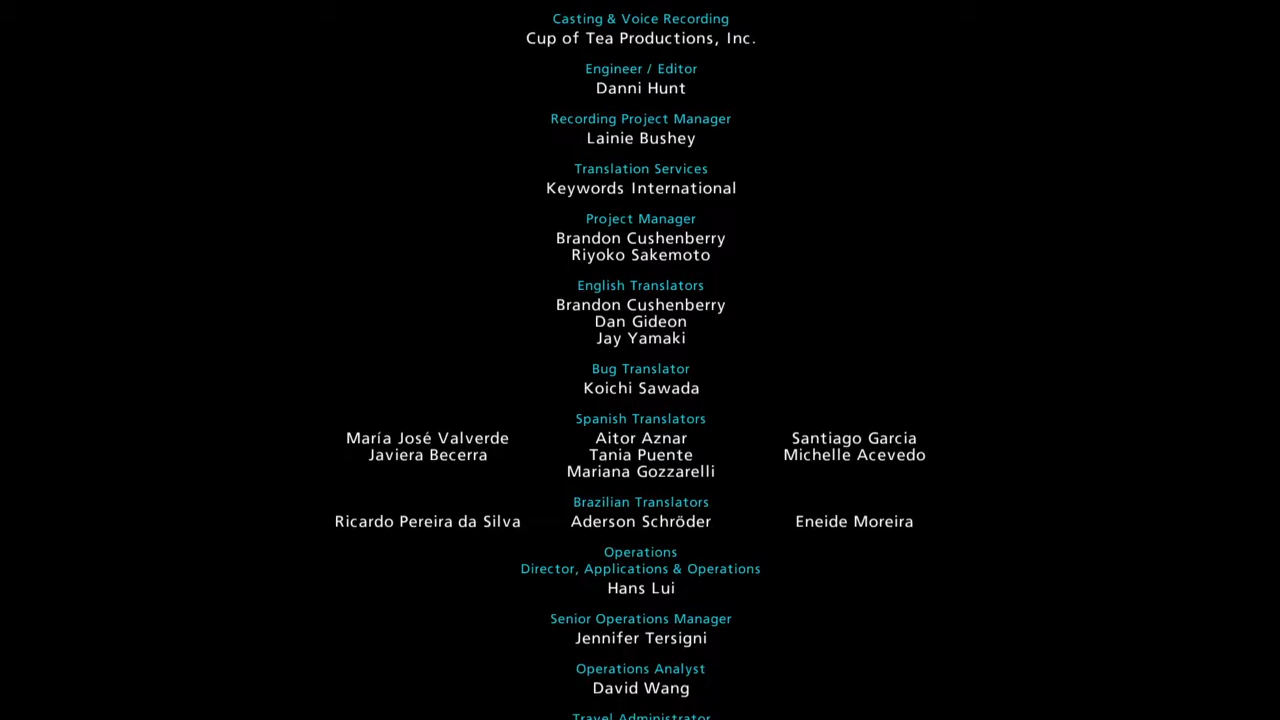 Casting & Voice Recording
Cup of Tea Productions, Inc.
Engineer / Editor
Danni Hunt
Recording Project Manager
Lainie Bushey
Translation Services
Keywords International
Project Manager
Brandon Cushenberry
Riyoko Sakemoto
English Translators
Brandon Cushenberry
Dan Gideon
Jay Yamaki
Bug Translator
Koichi Sawada
Spanish Translators
María José Valverde Aitor Aznar Santiago Garcia
Javiera Becerra Tania Puente Michelle Acevedo
Mariana Gozzarelli
Brazilian Translators
Ricardo Pereira da Silva Aderson Schröder Eneide Moreira
Operations
Director, Applications & Operations
Hans Lui
Senior Operations Manager
Jennifer Tersigni
Operations Analyst
David Wang
Travel Administrator